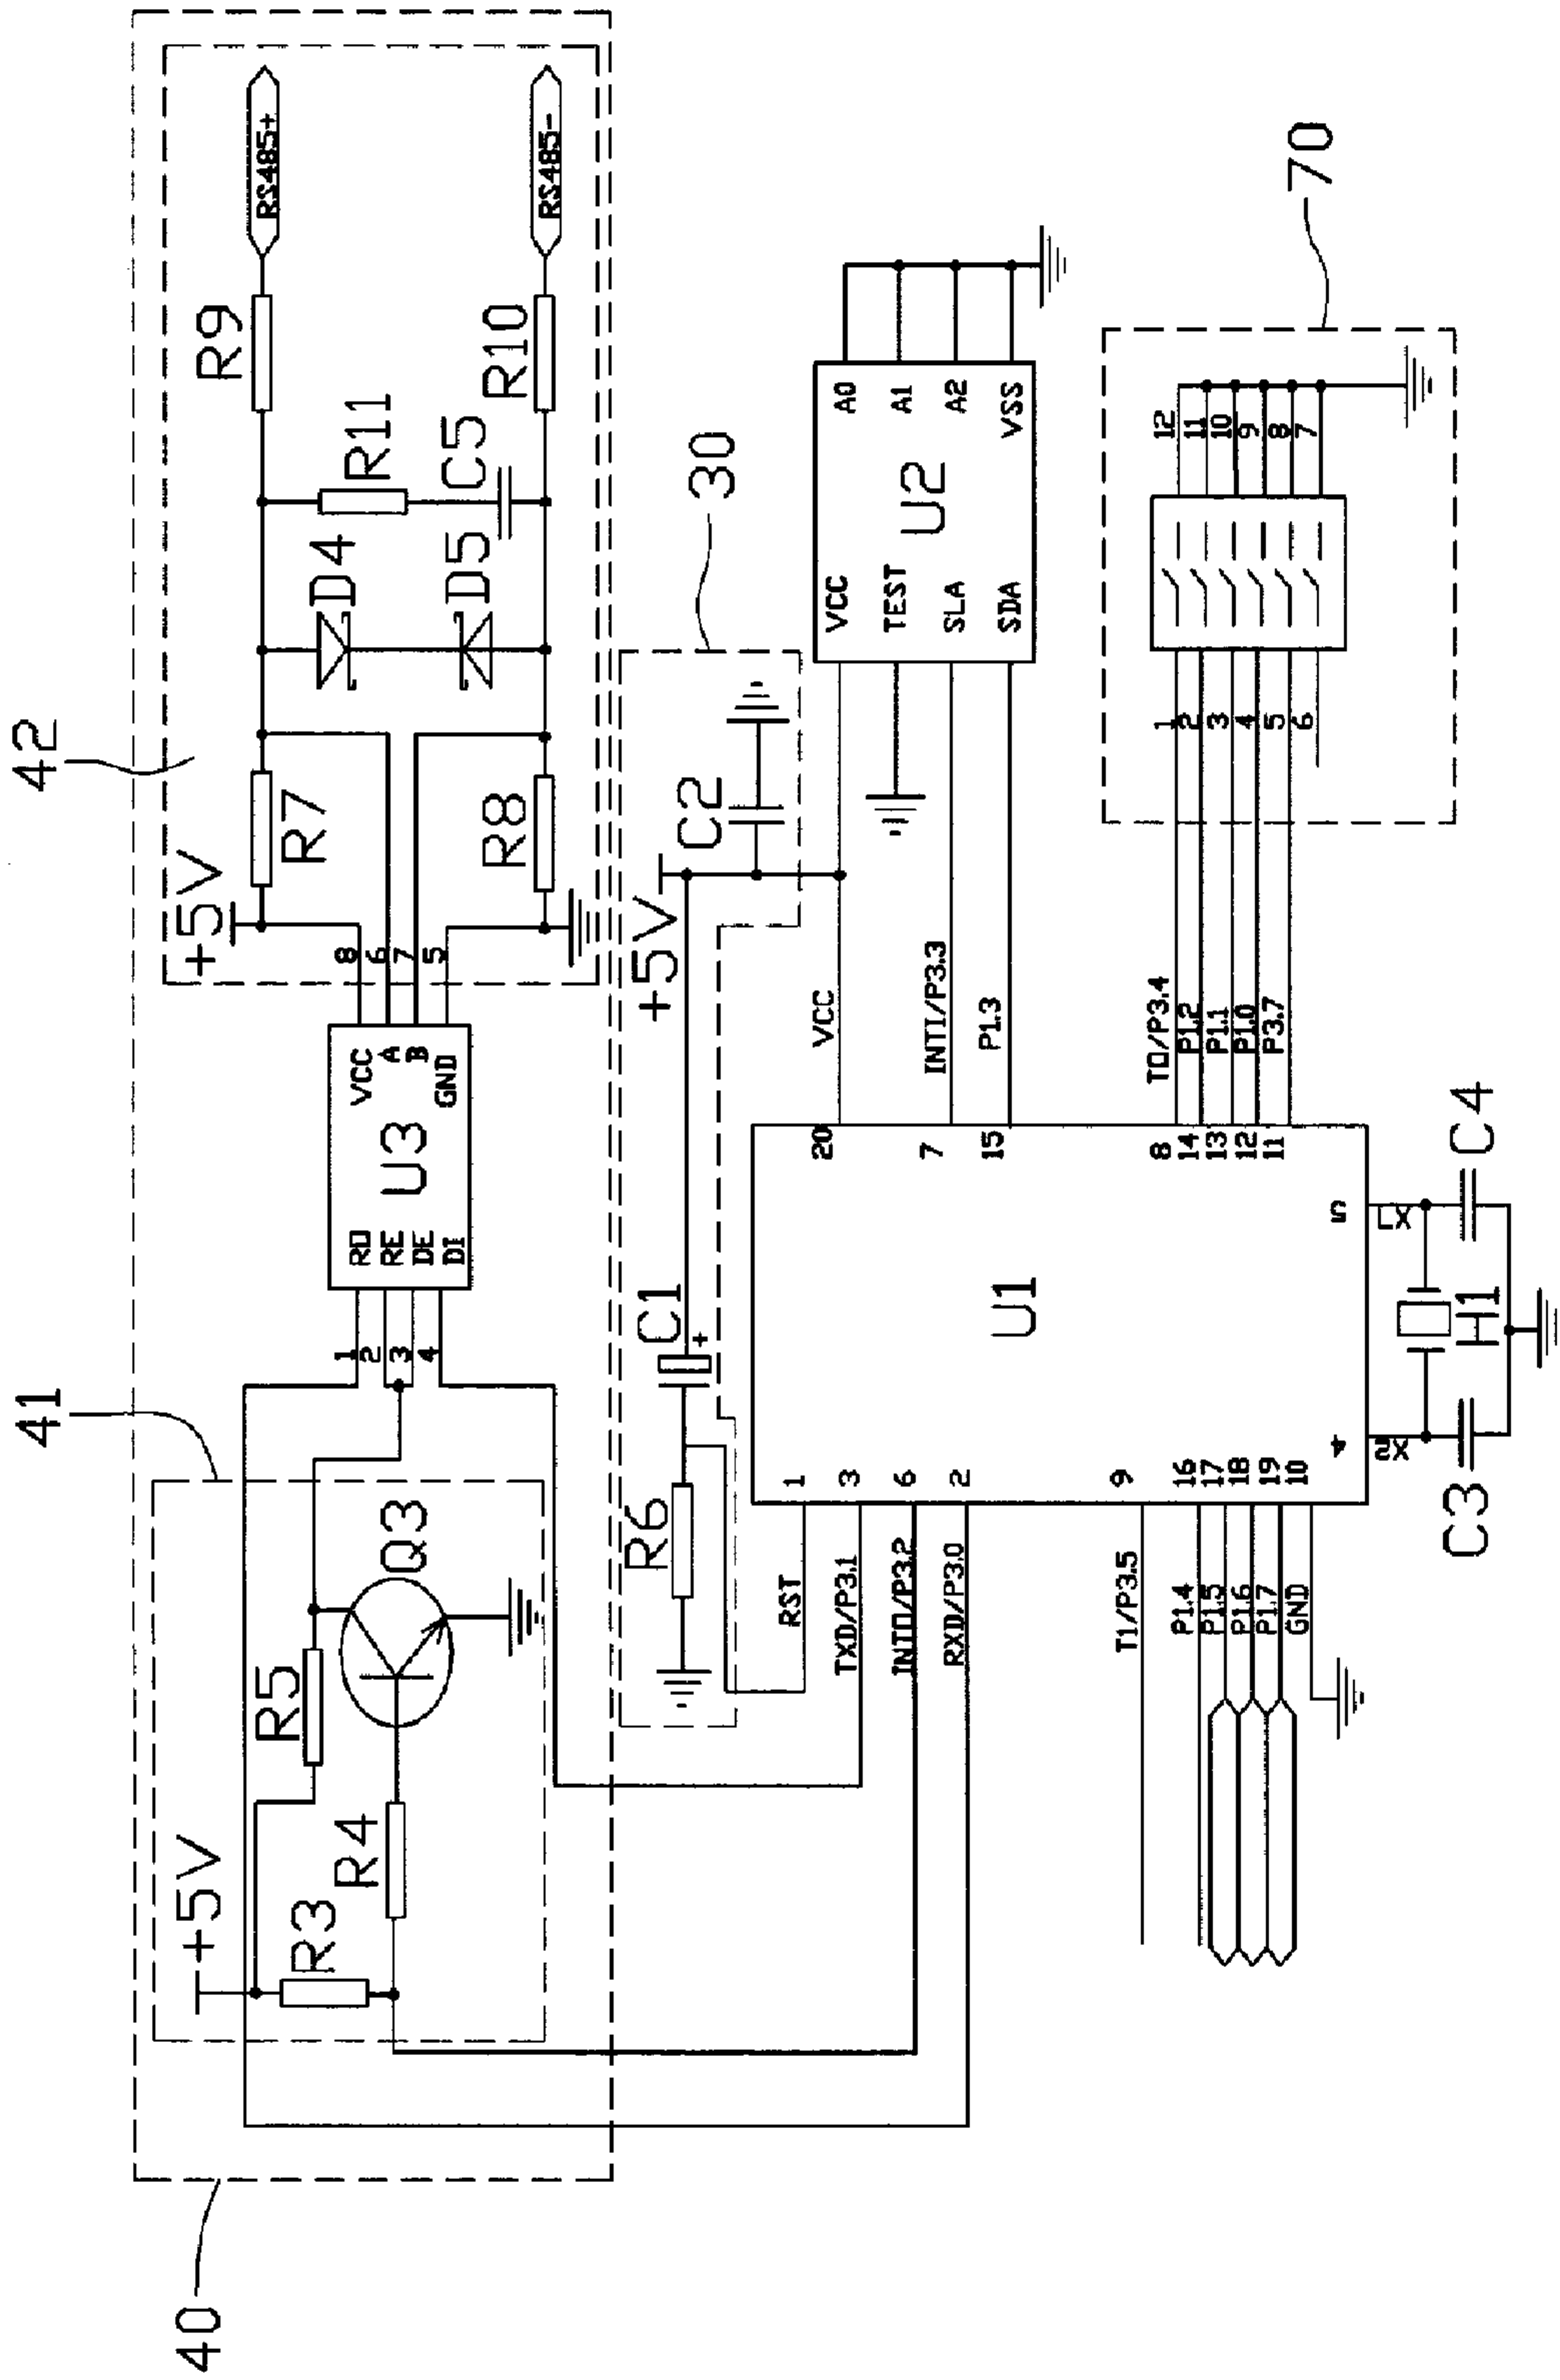 41
42
40
+5V
+5V
R9
RS485+
R5
R7
R3
D4
R4
R11
Q3
1
RO
VCC
8
2
RE
A
6
3
DE
B
7
4
DI
GND
5
U3
D5
C5
R8
R10
RS485-
R6
C1
+
+5V
C2
30
RST
1
20
VCC
VCC
A0
TXD/P3.1
3
TEST
A1
INTO/P3.2
6
7
INTI/P3.3
SLA
A2
RXD/P3.0
2
15
P1.3
SDA
VSS
U2
U1
T1/P3.5
9
8
TO/P3.4
1
12
P1.4
16
14
P1.2
2
11
P1.5
17
13
P1.1
3
10
P1.6
18
12
P1.0
4
9
P1.7
19
11
P3.7
5
8
GND
10
6
7
70
4
5
X2
X1
C3
H1
C4